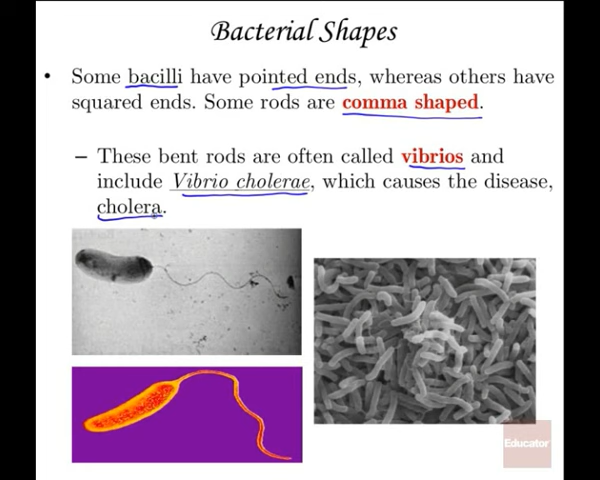 Bacterial Shapes
• Some bacilli have pointed ends, whereas others have
squared ends. Some rods are comma shaped.
– These bent rods are often called vibrios and
include Vibrio cholerae, which causes the disease,
cholera.
Educator